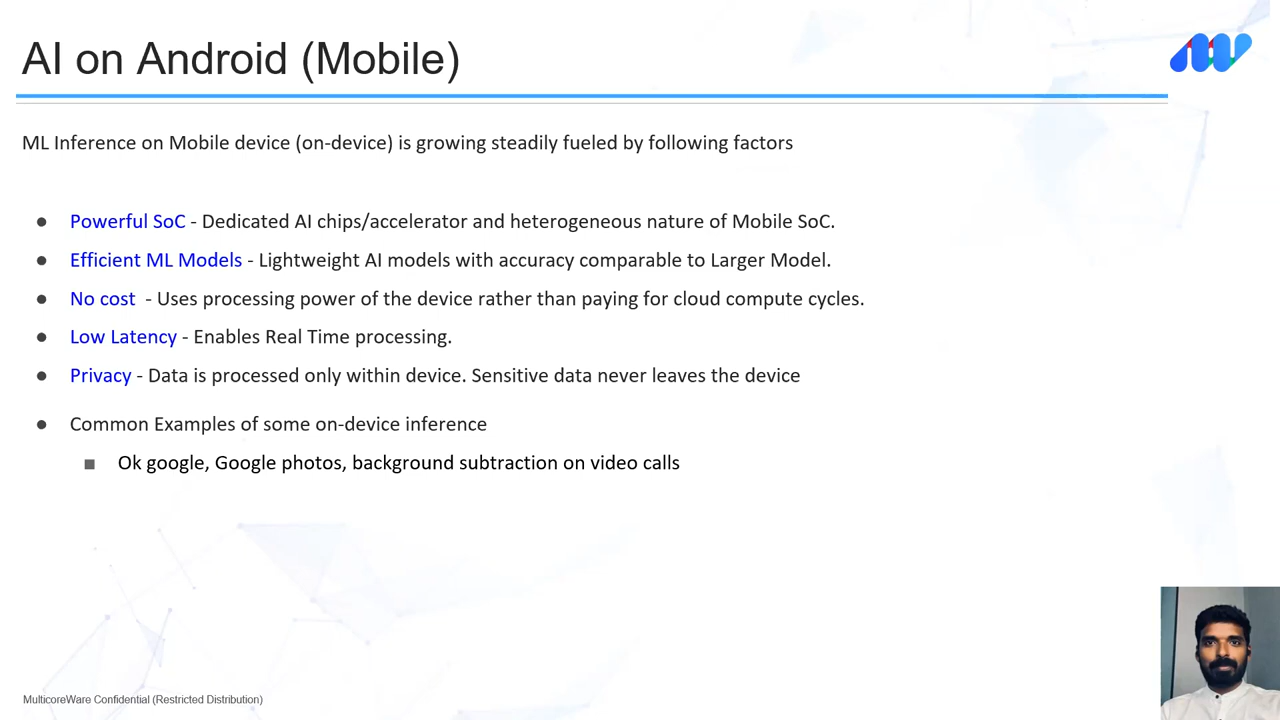 AI on Android (Mobile)
ML Inference on Mobile device (on-device) is growing steadily fueled by following factors
● Powerful SoC - Dedicated AI chips/accelerator and heterogeneous nature of Mobile SoC.
● Efficient ML Models - Lightweight AI models with accuracy comparable to Larger Model.
● No cost - Uses processing power of the device rather than paying for cloud compute cycles.
● Low Latency - Enables Real Time processing.
● Privacy - Data is processed only within device. Sensitive data never leaves the device
● Common Examples of some on-device inference
■ Ok google, Google photos, background subtraction on video calls
MulticoreWare Confidential (Restricted Distribution)